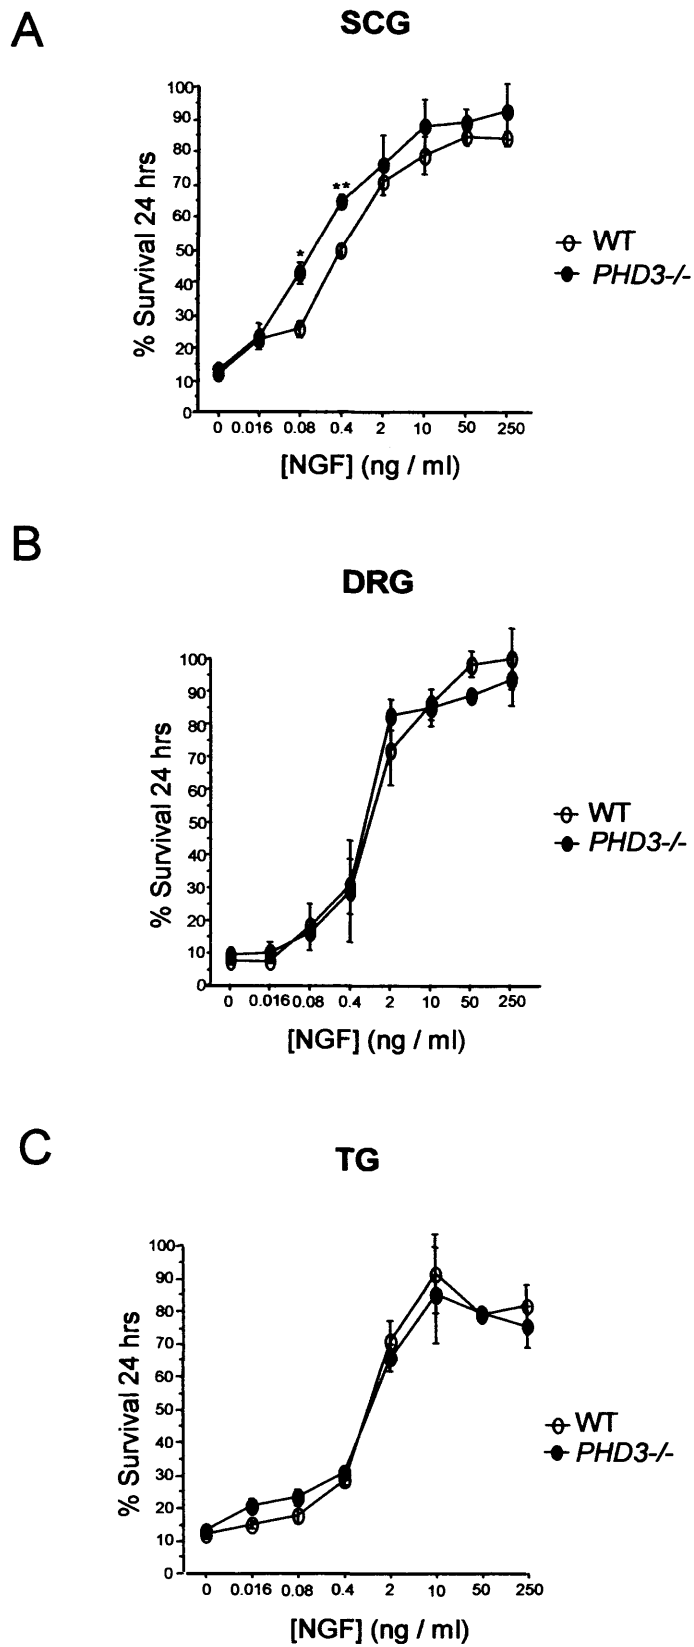 A
SCG
100
90
80
70
60
50
40
30
20
10
0
% Survival 24 hrs
*
**
WT
PHD3-/-
0 0.016 0.08 0.4 2 10 50 250
[NGF] (ng / ml)
B
DRG
100
90
80
70
60
50
40
30
20
10
0
% Survival 24 hrs
WT
PHD3-/-
0 0.016 0.08 0.4 2 10 50 250
[NGF] (ng / ml)
C
TG
100
90
80
70
60
50
40
30
20
10
0
% Survival 24 hrs
WT
PHD3-/-
0 0.016 0.08 0.4 2 10 50 250
[NGF] (ng / ml)